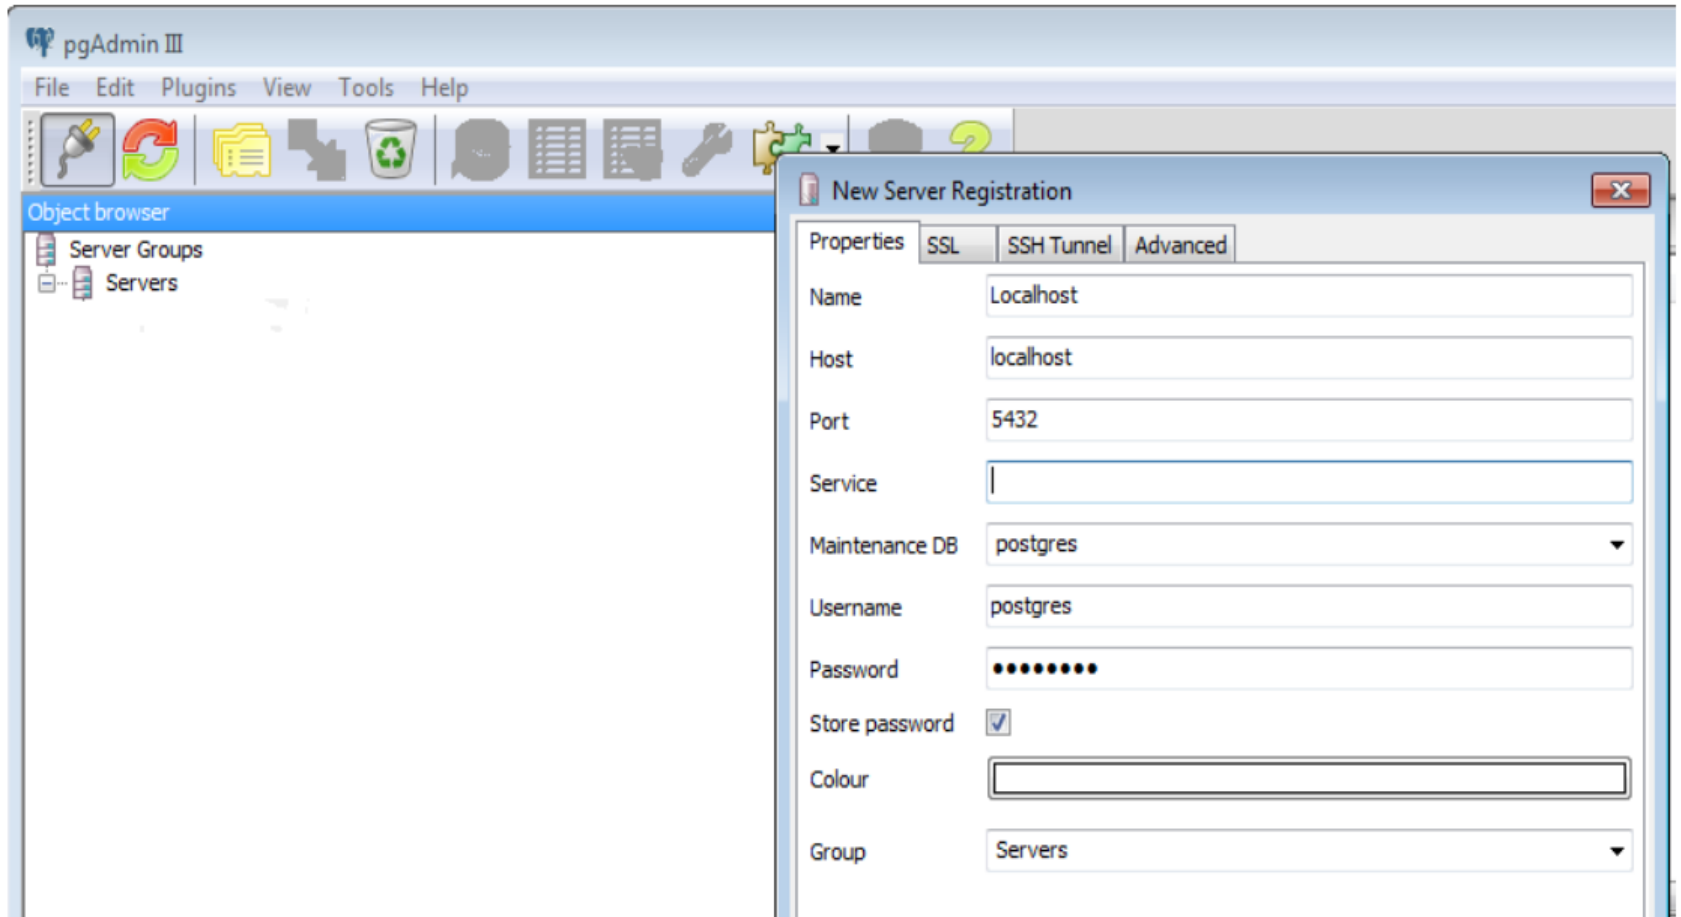 pgAdmin III
File Edit Plugins View Tools Help
Object browser
Server Groups
Servers
New Server Registration
Properties SSL SSH Tunnel Advanced
Name Localhost
Host localhost
Port 5432
Service
Maintenance DB postgres
Username postgres
Password ••••••••
Store password
Colour
Group Servers